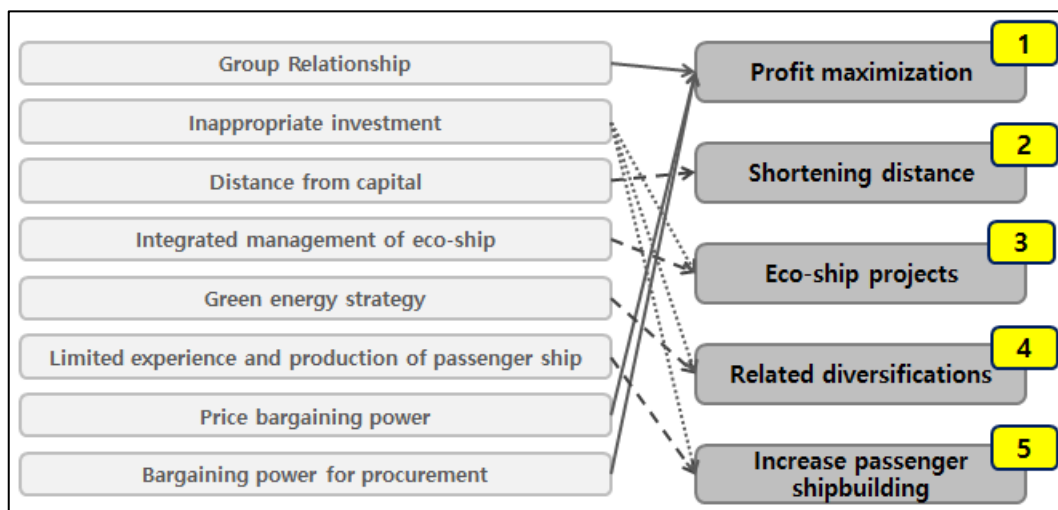 Group Relationship
Inappropriate investment
Distance from capital
Integrated management of eco-ship
Green energy strategy
Limited experience and production of passenger ship
Price bargaining power
Bargaining power for procurement
1
Profit maximization
2
Shortening distance
3
Eco-ship projects
4
Related diversifications
5
Increase passenger
shipbuilding